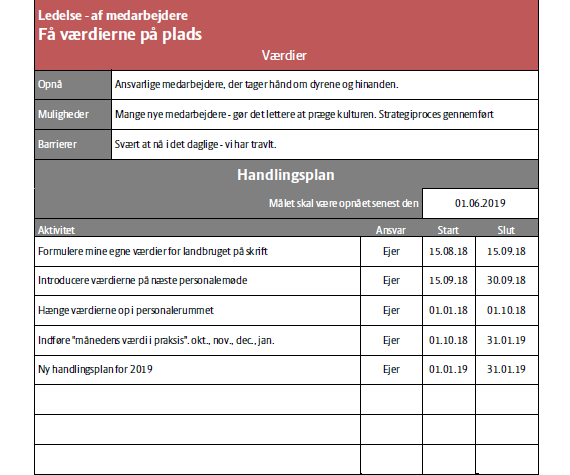 Ledelse - af medarbejdere
Få værdierne på plads
Værdier
Opnå Ansvarlige medarbejdere, der tager hånd om dyrene og hinanden.
Muligheder Mange nye medarbejdere - gør det lettere at præge kulturen. Strategiproces gennemført
Barrierer Svært at nå i det daglige - vi har travlt.
Handlingsplan
Målet skal være opnået senest den 01.06.2019
Aktivitet Ansvar Start Slut
Formulere mine egne værdier for landbruget på skrift Ejer 15.08.18 15.09.18
Introducere værdierne på næste personalemøde Ejer 15.09.18 30.09.18
Hænge værdierne op i personalerummet Ejer 01.01.18 01.10.18
Indføre "månedens værdi i praksis". okt., nov., dec., jan. Ejer 01.10.18 31.01.19
Ny handlingsplan for 2019 Ejer 01.01.19 31.01.19